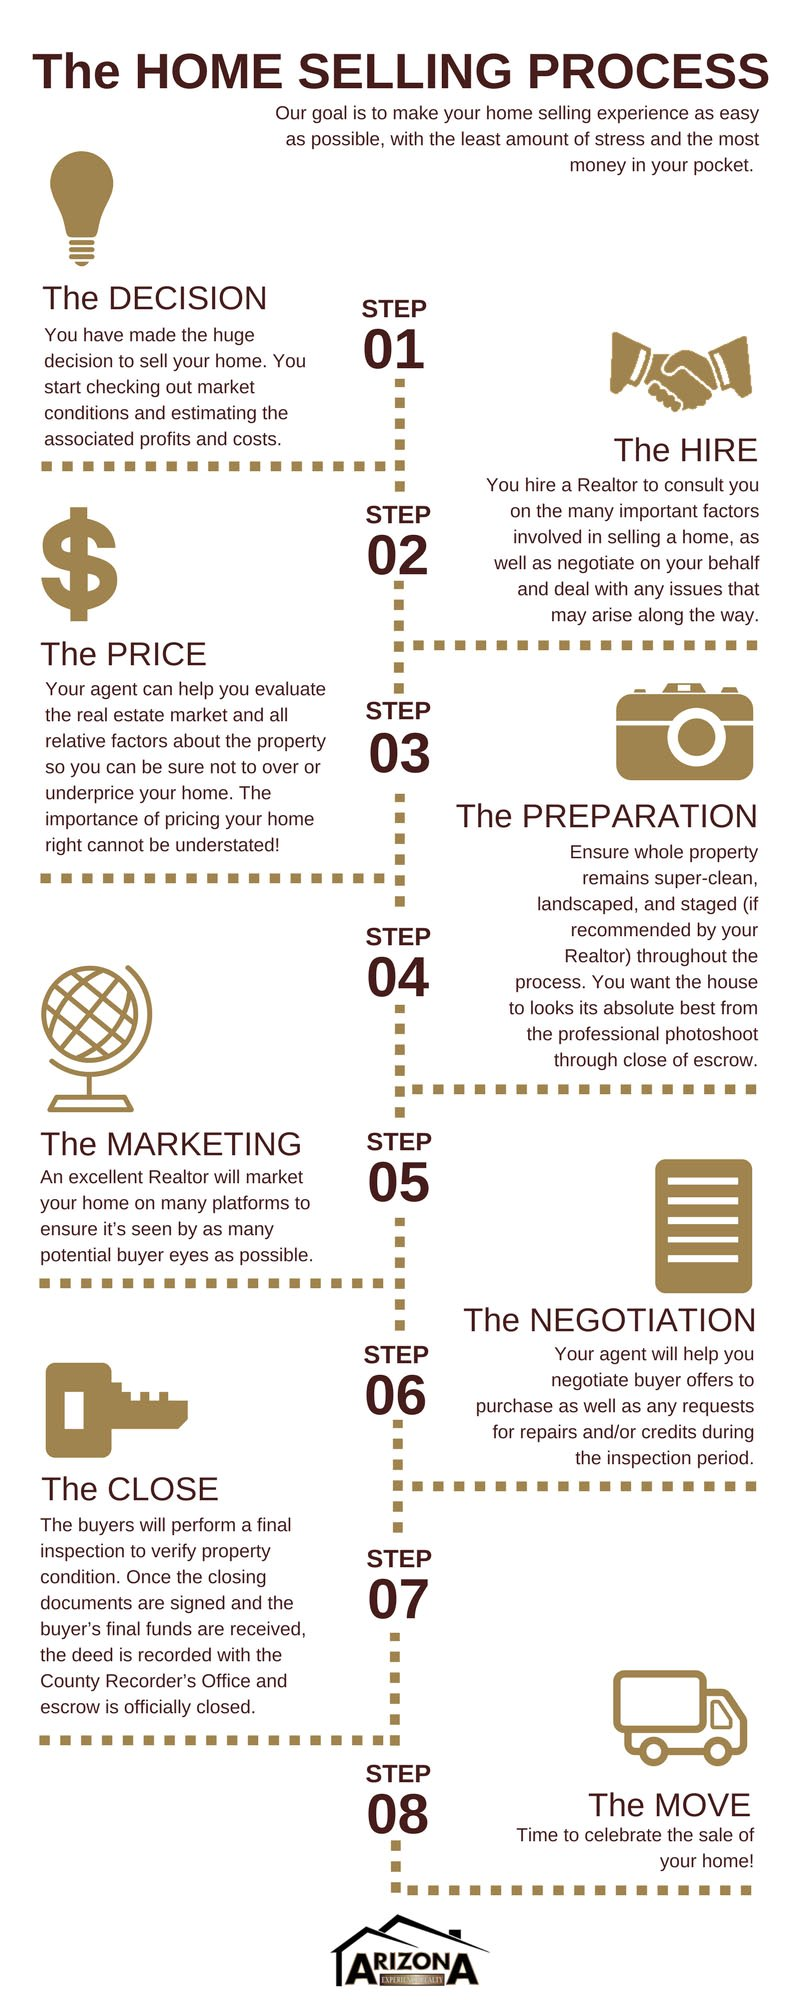 The HOME SELLING PROCESS
Our goal is to make your home selling experience as easy
as possible, with the least amount of stress and the most
money in your pocket.
STEP
01
The DECISION
You have made the huge
decision to sell your home. You
start checking out market
conditions and estimating the
associated profits and costs.
STEP
02
The HIRE
You hire a Realtor to consult you
on the many important factors
involved in selling a home, as
well as negotiate on your behalf
and deal with any issues that
may arise along the way.
STEP
03
The PRICE
Your agent can help you evaluate
the real estate market and all
relative factors about the property
so you can be sure not to over or
underprice your home. The
importance of pricing your home
right cannot be understated!
STEP
04
The PREPARATION
Ensure whole property
remains super-clean,
landscaped, and staged (if
recommended by your
Realtor) throughout the
process. You want the house
to looks its absolute best from
the professional photoshoot
through close of escrow.
STEP
05
The MARKETING
An excellent Realtor will market
your home on many platforms to
ensure it's seen by as many
potential buyer eyes as possible.
STEP
06
The NEGOTIATION
Your agent will help you
negotiate buyer offers to
purchase as well as any requests
for repairs and/or credits during
the inspection period.
STEP
07
The CLOSE
The buyers will perform a final
inspection to verify property
condition. Once the closing
documents are signed and the
buyer's final funds are received,
the deed is recorded with the
County Recorder's Office and
escrow is officially closed.
STEP
08
The MOVE
Time to celebrate the sale of
your home!
ARIZONA
EXPERIENCE REALTY